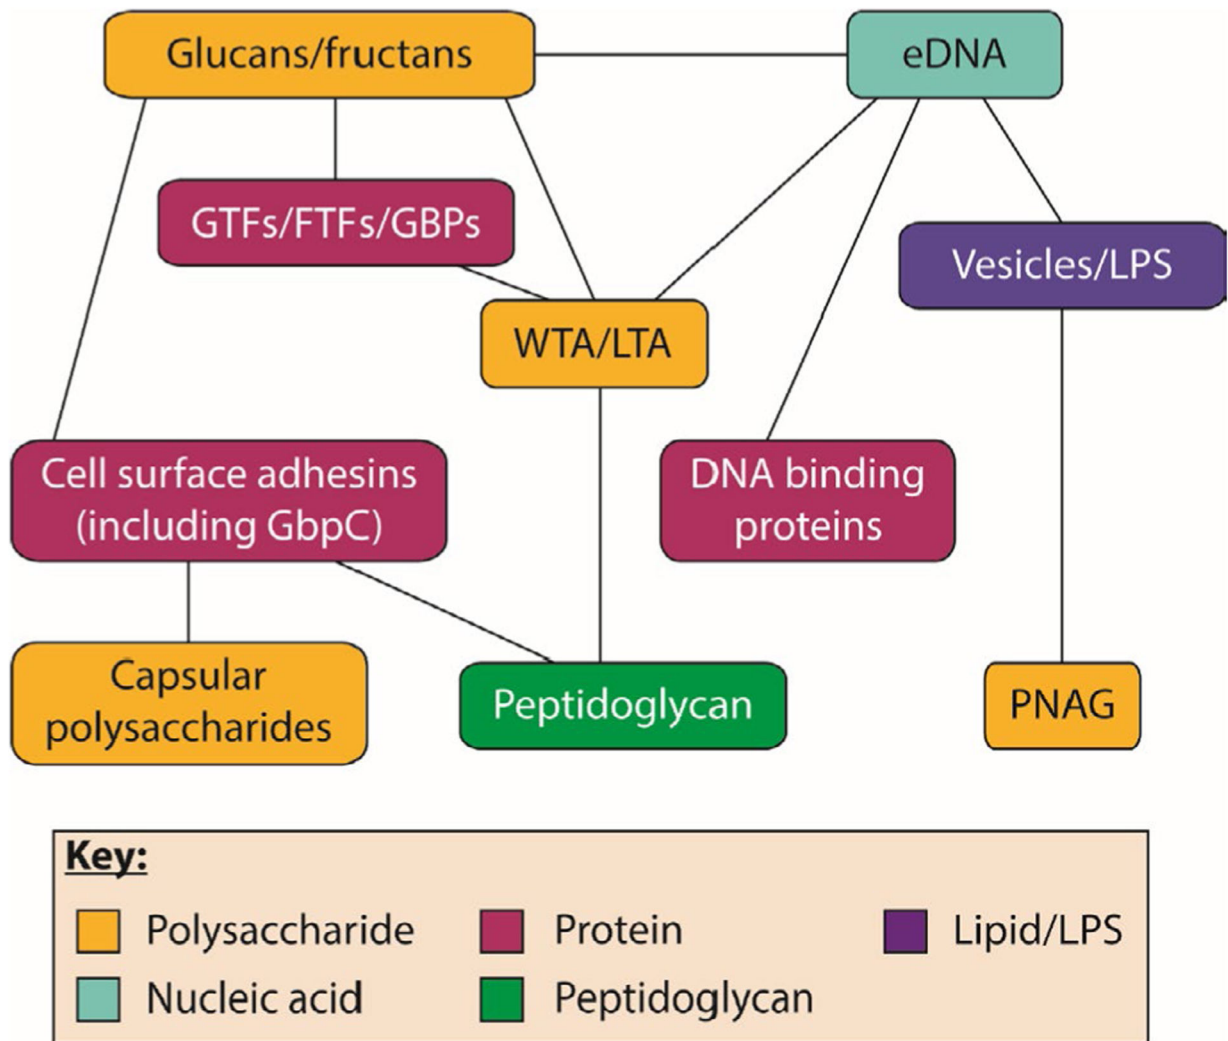 Glucans/fructans
eDNA
GTFs/FTFs/GBPs
Vesicles/LPS
WTA/LTA
Cell surface adhesins
(including GbpC)
DNA binding
proteins
Capsular
polysaccharides
Peptidoglycan
PNAG
Key:
Polysaccharide
Protein
Lipid/LPS
Nucleic acid
Peptidoglycan